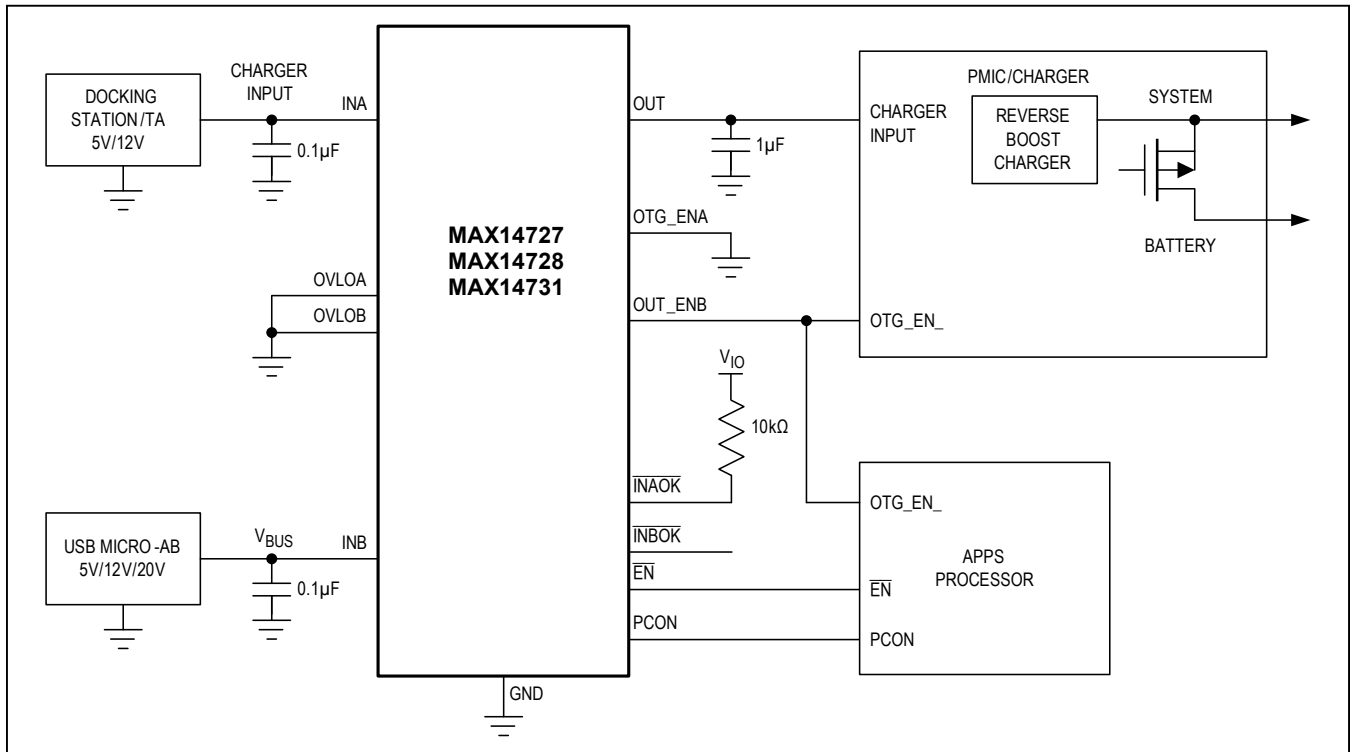 DOCKING
STATION/TA
5V/12V
CHARGER
INPUT
INA
0.1µF
OVLOA
OVLOB
USB MICRO-AB
5V/12V/20V
VBUS
INB
0.1µF
MAX14727
MAX14728
MAX14731
GND
OUT
1µF
OTG_ENA
OUT_ENB
VIO
10kΩ
INAOK
INBOK
EN
PCON
CHARGER
INPUT
PMIC/CHARGER
REVERSE
BOOST
CHARGER
SYSTEM
BATTERY
OTG_EN_
OTG_EN_
APPS
PROCESSOR
EN
PCON